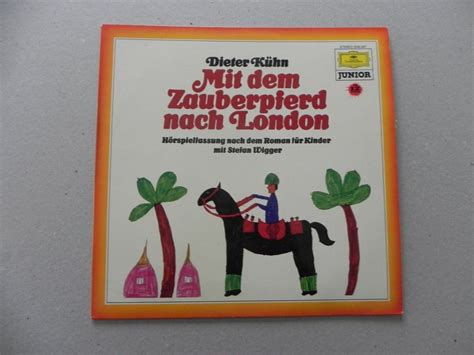 Dieter Kühn
Mit dem
Zauberpferd
nach London
Hörspielfassung nach dem Roman für Kinder
mit Stefan Wigger
JUNIOR